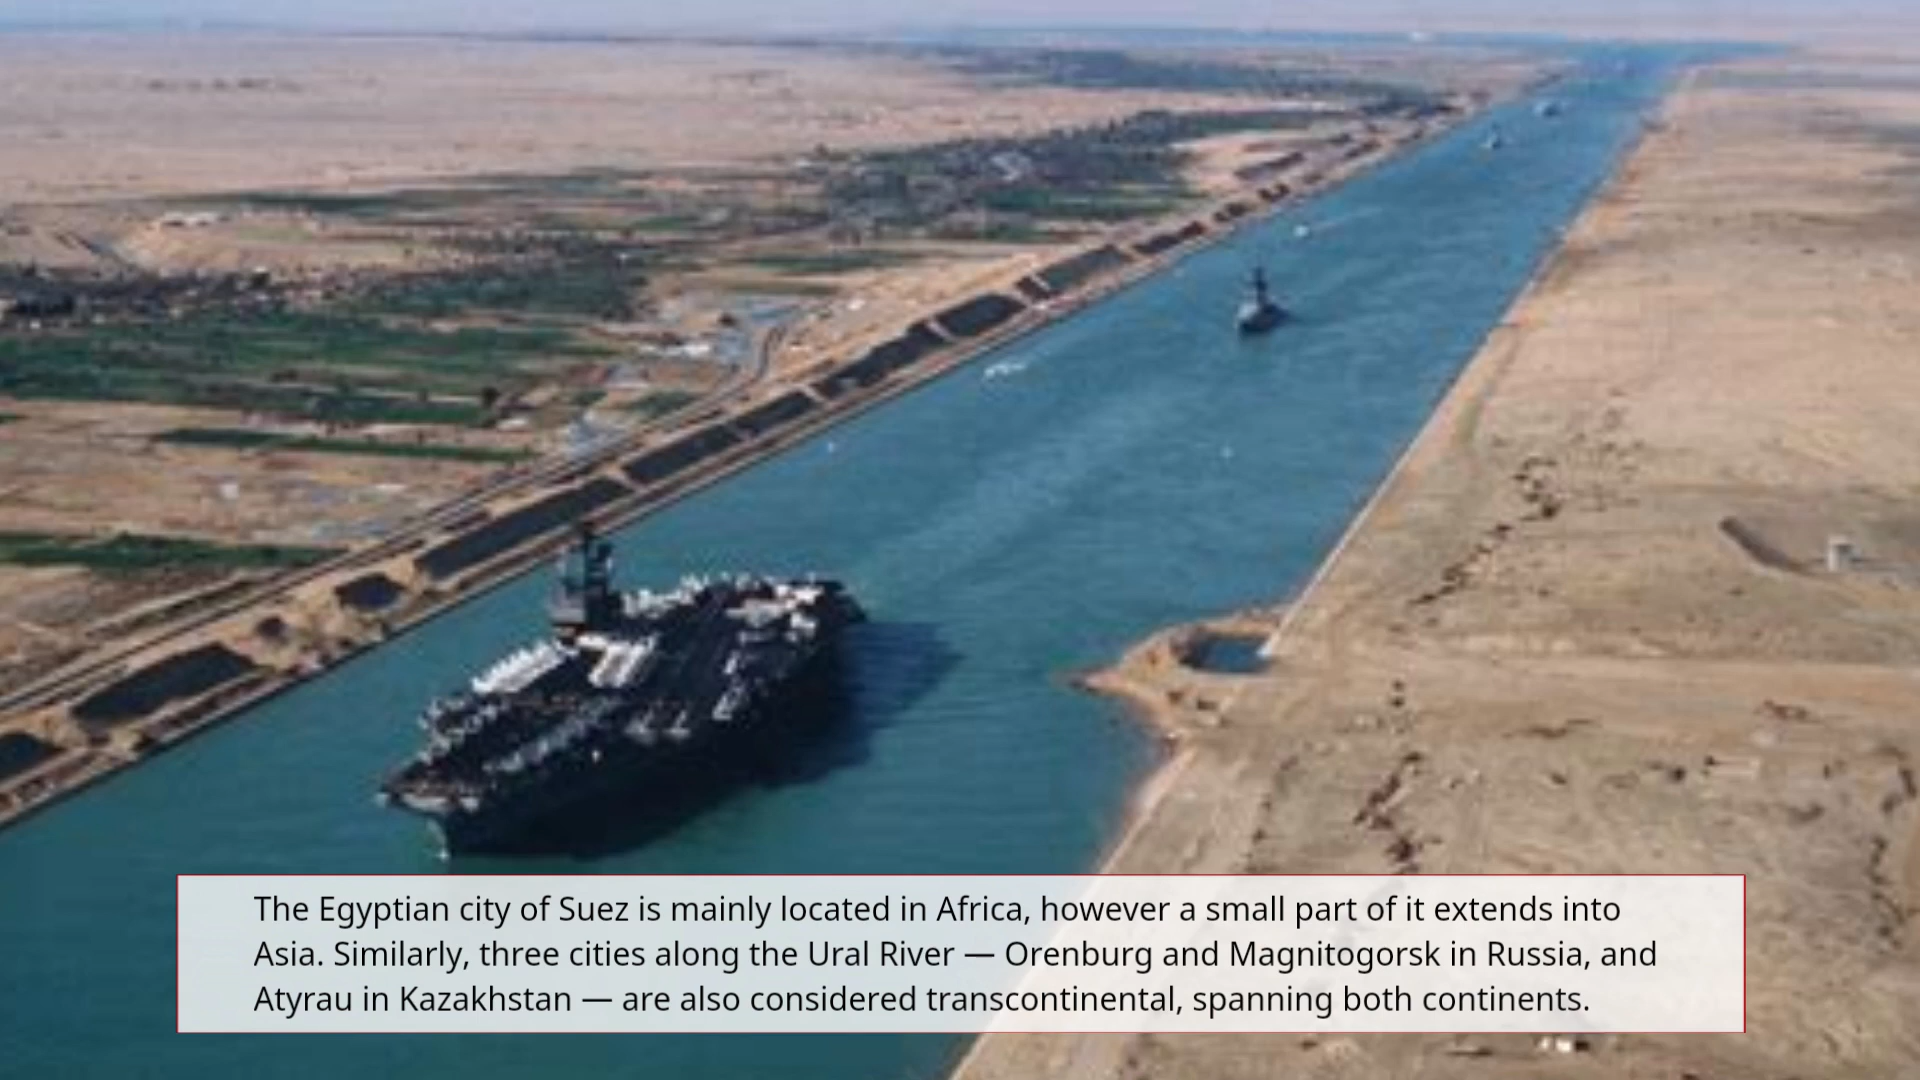 The Egyptian city of Suez is mainly located in Africa, however a small part of it extends into
Asia. Similarly, three cities along the Ural River — Orenburg and Magnitogorsk in Russia, and
Atyrau in Kazakhstan — are also considered transcontinental, spanning both continents.